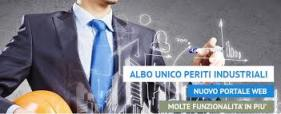 ALBO UNICO PERITI INDUSTRIALI
NUOVO PORTALE WEB
MOLTE FUNZIONALITA' IN PIU'